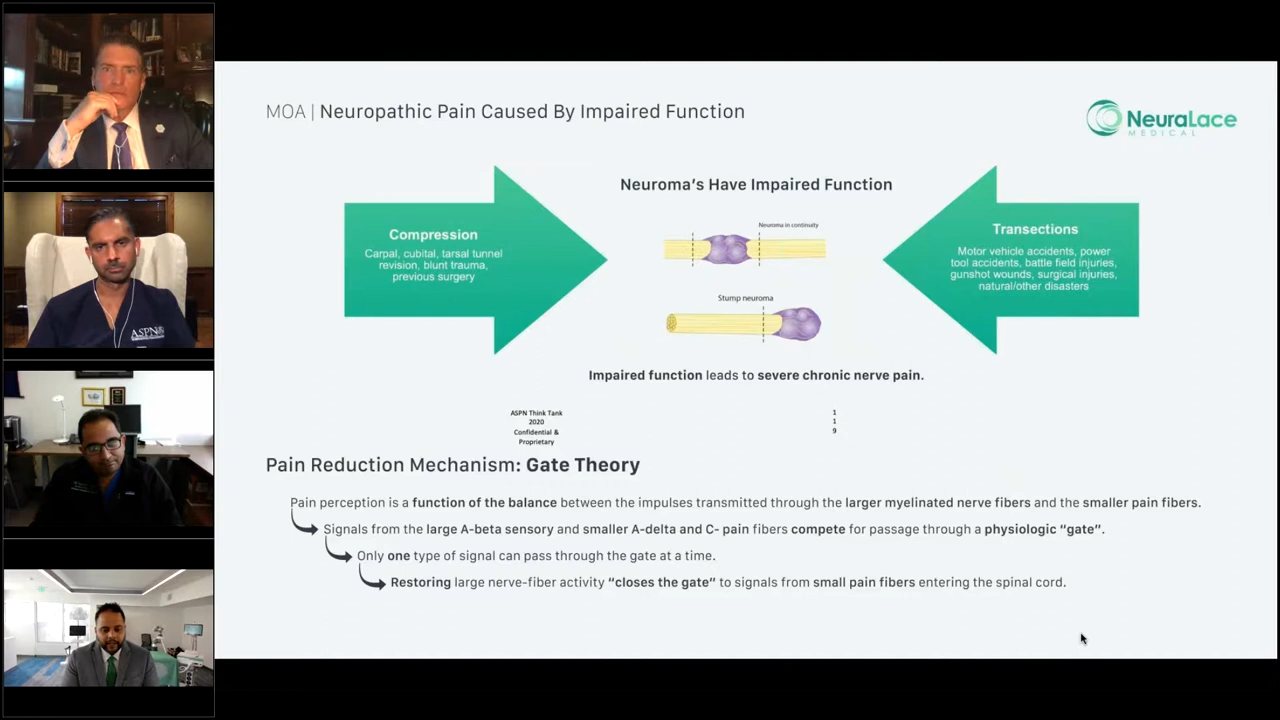 MOA | Neuropathic Pain Caused By Impaired Function
NeuraLace
MEDICAL
Neuroma's Have Impaired Function
Compression
Carpal, cubital, tarsal tunnel
revision, blunt trauma,
previous surgery
Neuroma in continuity
Stump neuroma
Transections
Motor vehicle accidents, power
tool accidents, battle field injuries,
gunshot wounds, surgical injuries,
natural/other disasters
Impaired function leads to severe chronic nerve pain.
ASPN Think Tank
2020
Confidential &
Proprietary
1
1
9
Pain Reduction Mechanism: Gate Theory
Pain perception is a function of the balance between the impulses transmitted through the larger myelinated nerve fibers and the smaller pain fibers.
Signals from the large A-beta sensory and smaller A-delta and C- pain fibers compete for passage through a physiologic “gate”.
Only one type of signal can pass through the gate at a time.
Restoring large nerve-fiber activity “closes the gate” to signals from small pain fibers entering the spinal cord.
ASPN